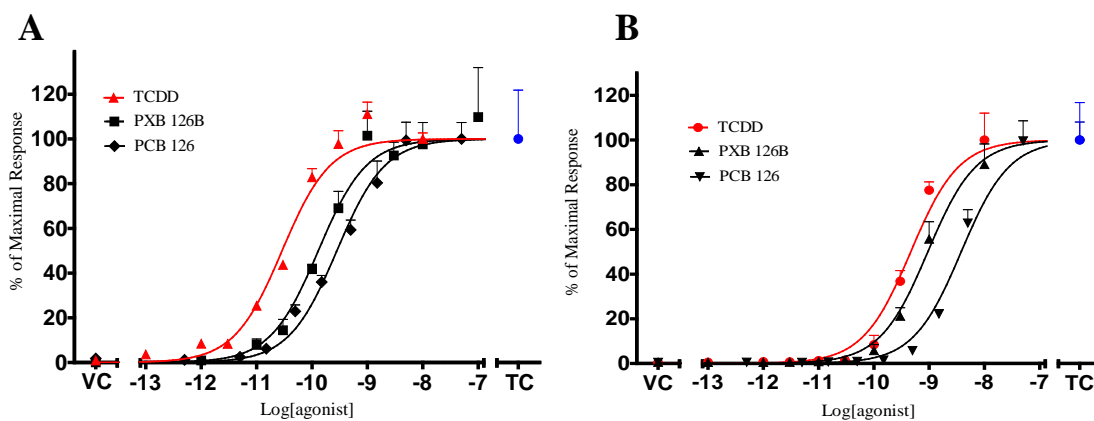 A
% of Maximal Response
120
100
80
60
40
20
0
TCDD
PXB 126B
PCB 126
VC
-13 -12 -11 -10 -9 -8 -7
TC
Log[agonist]
B
% of Maximal Response
120
100
80
60
40
20
0
TCDD
PXB 126B
PCB 126
VC
-13 -12 -11 -10 -9 -8 -7
TC
Log[agonist]